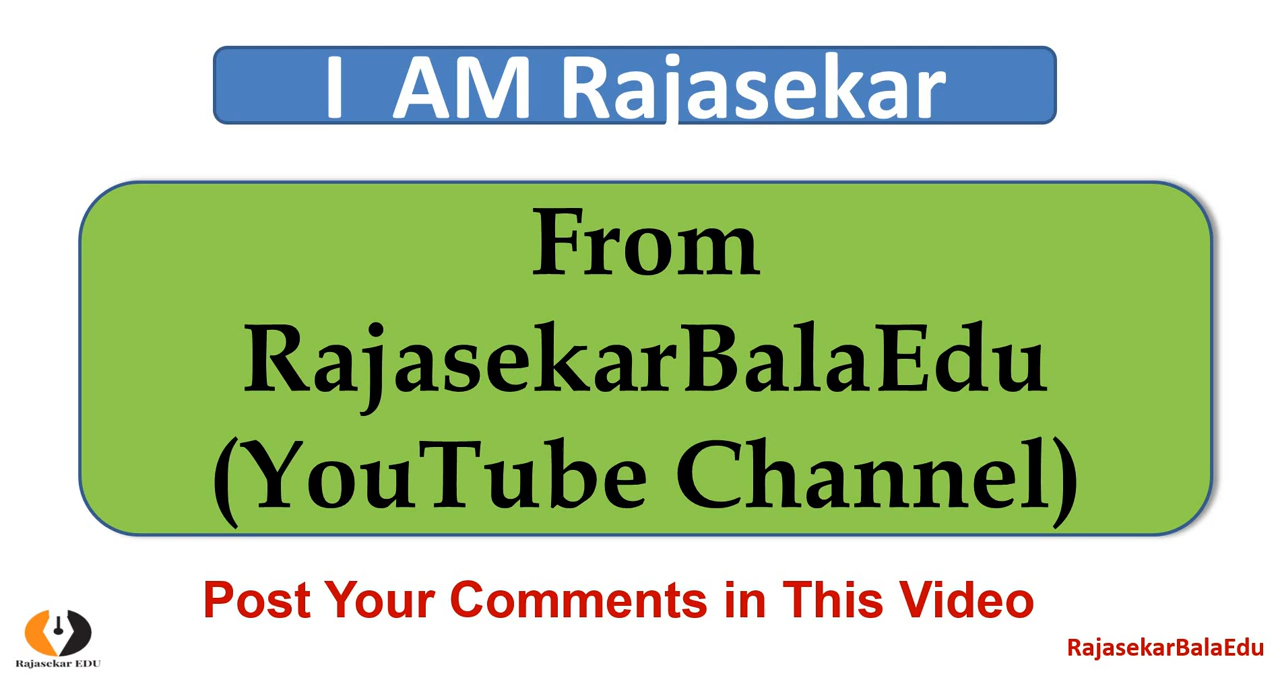 I AM Rajasekar
From
RajasekarBalaEdu
(YouTube Channel)
Post Your Comments in This Video
Rajasekar EDU
RajasekarBalaEdu